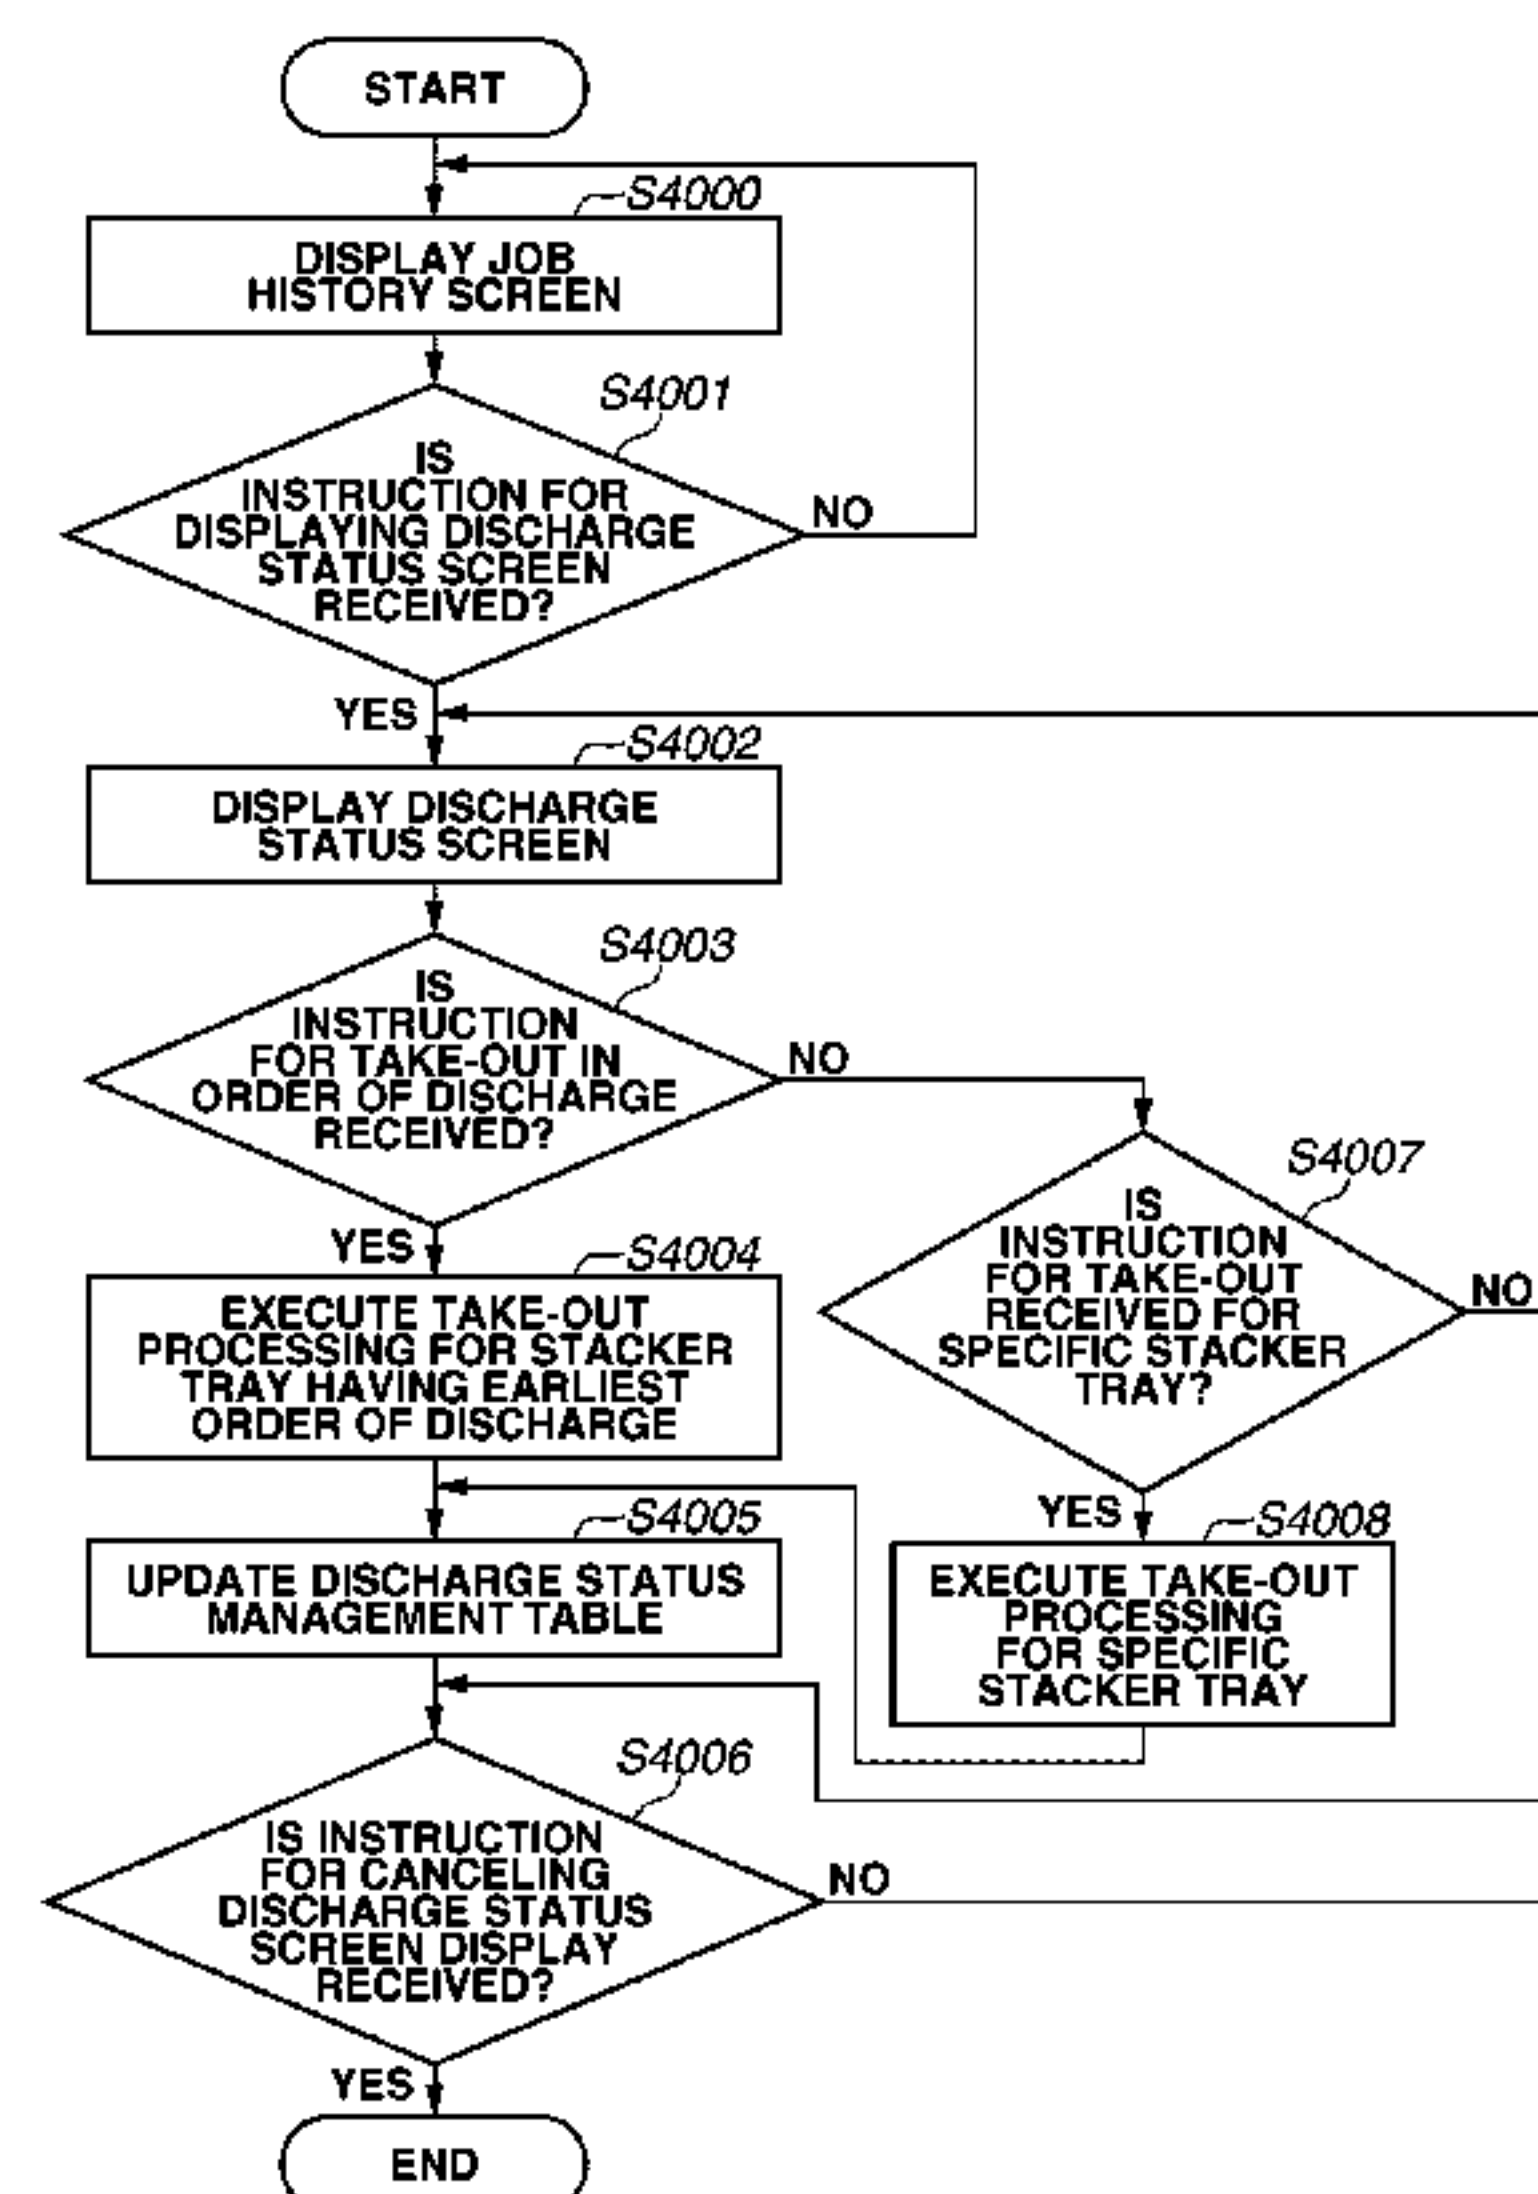 START
S4000
DISPLAY JOB
HISTORY SCREEN
S4001
IS
INSTRUCTION FOR
DISPLAYING DISCHARGE
STATUS SCREEN
RECEIVED?
NO
YES
S4002
DISPLAY DISCHARGE
STATUS SCREEN
S4003
IS
INSTRUCTION
FOR TAKE-OUT IN
ORDER OF DISCHARGE
RECEIVED?
NO
YES
S4007
IS
INSTRUCTION
FOR TAKE-OUT
RECEIVED FOR
SPECIFIC STACKER
TRAY?
NO
YES
S4004
EXECUTE TAKE-OUT
PROCESSING FOR STACKER
TRAY HAVING EARLIEST
ORDER OF DISCHARGE
S4008
EXECUTE TAKE-OUT
PROCESSING
FOR SPECIFIC
STACKER TRAY
S4005
UPDATE DISCHARGE STATUS
MANAGEMENT TABLE
S4006
IS INSTRUCTION
FOR CANCELING
DISCHARGE STATUS
SCREEN DISPLAY
RECEIVED?
NO
YES
END